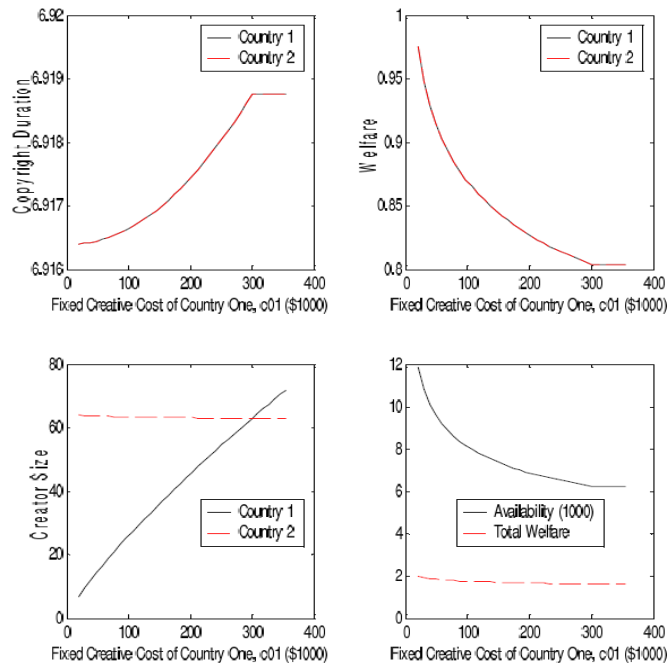 6.92
6.919
6.918
6.917
6.916
Copyright Duration
Country 1
Country 2
0 100 200 300 400
Fixed Creative Cost of Country One, c01 ($1000)
1
0.95
0.9
0.85
0.8
Welfare
Country 1
Country 2
0 100 200 300 400
Fixed Creative Cost of Country One, c01 ($1000)
80
60
40
20
0
Creator Size
Country 1
Country 2
0 100 200 300 400
Fixed Creative Cost of Country One, c01 ($1000)
12
10
8
6
4
2
0
Availability (1000)
Total Welfare
0 100 200 300 400
Fixed Creative Cost of Country One, c01 ($1000)